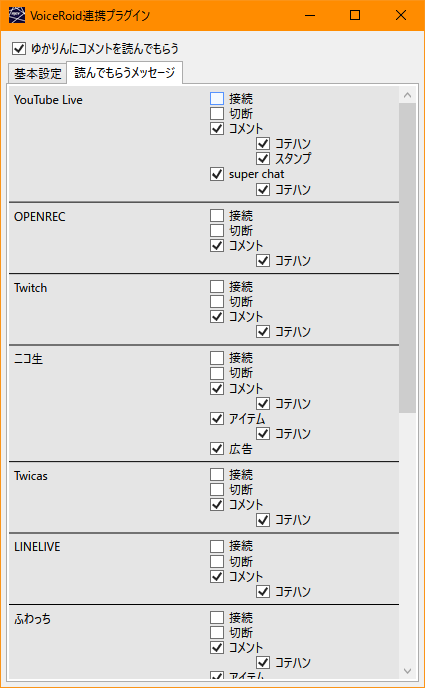 VoiceRoid連携プラグイン
ゆかりんにコメントを読んでもらう
基本設定 読んでもらうメッセージ
YouTube Live 接続
切断
コメント
コテハン
スタンプ
super chat
コテハン
OPENREC 接続
切断
コメント
コテハン
Twitch 接続
切断
コメント
コテハン
ニコ生 接続
切断
コメント
コテハン
アイテム
コテハン
広告
Twicas 接続
切断
コメント
コテハン
LINELIVE 接続
切断
コメント
コテハン
ふわっち 接続
切断
コメント
コテハン
アイテム